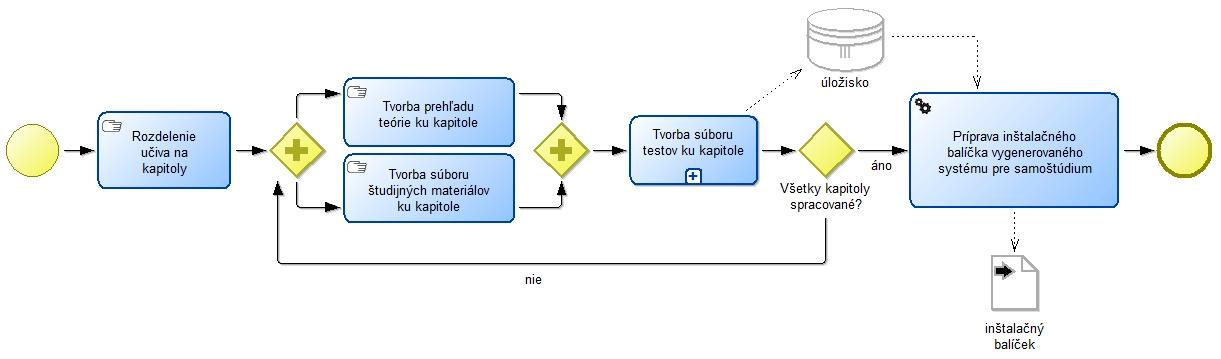 Rozdelenie
učiva na
kapitoly
Tvorba prehľadu
teórie ku kapitole
Tvorba súboru
študijných materiálov
ku kapitole
Tvorba súboru
testov ku kapitole
úložisko
Všetky kapitoly
spracované?
áno
nie
Príprava inštalačného
balíčka vygenerovaného
systému pre samoštúdium
inštalačný
balíček